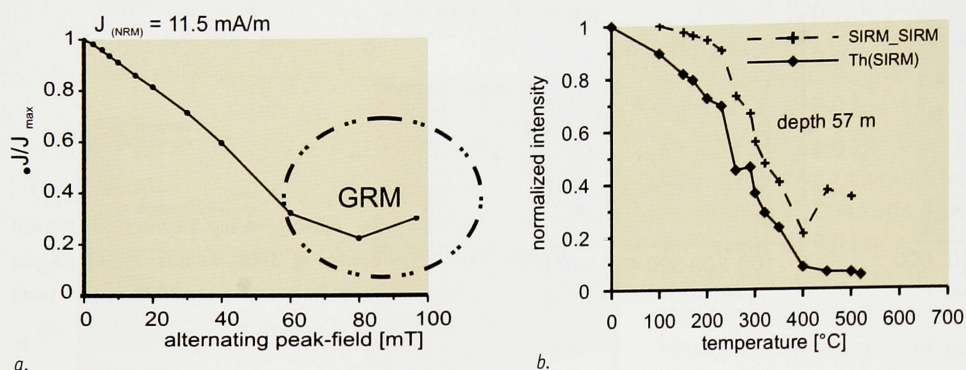 J (NRM) = 11.5 mA/m
1
0.8
0.6
0.4
0.2
0
•J/J max
GRM
0 20 40 60 80 100
alternating peak-field [mT]
a.
1
0.8
0.6
0.4
0.2
0
normalized intensity
SIRM_SIRM
Th(SIRM)
depth 57 m
0 100 200 300 400 500 600 700
temperature [°C]
b.